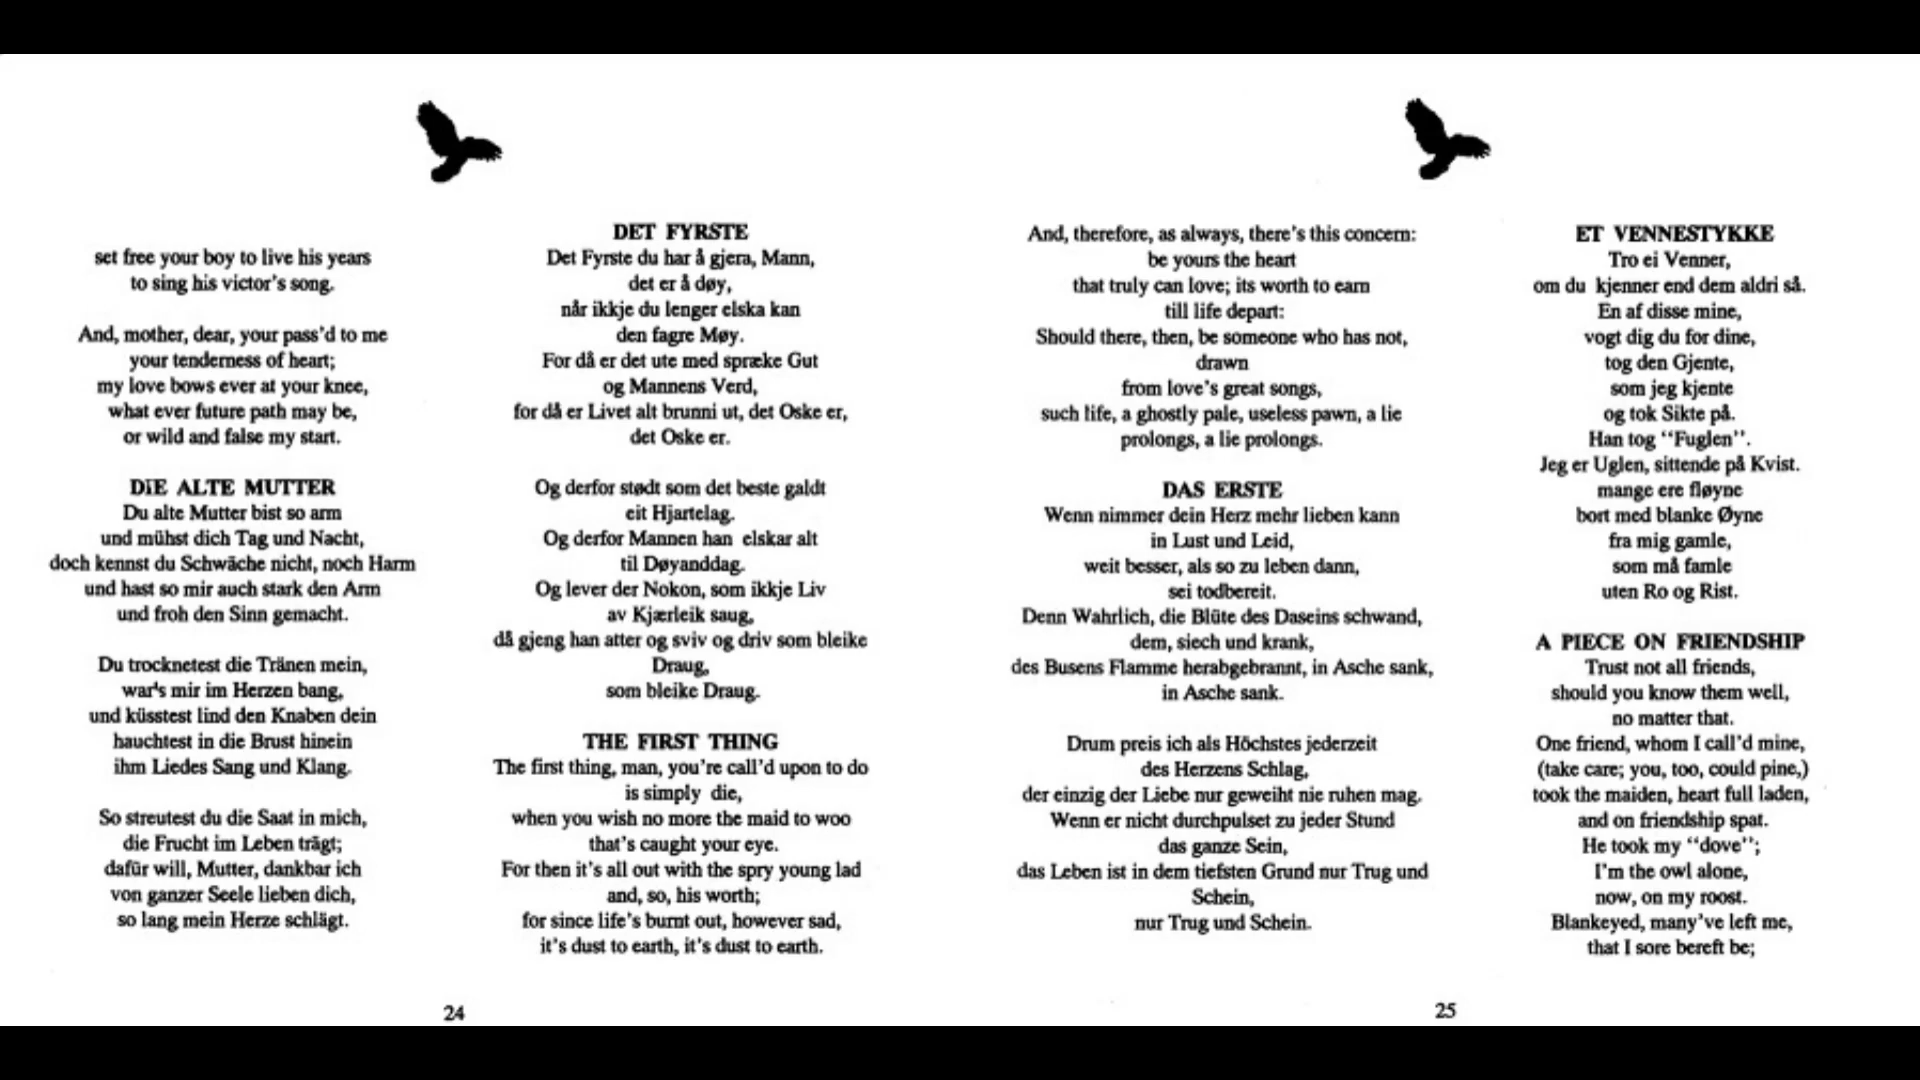 set free your boy to live his years
to sing his victor's song.
And, mother, dear, your pass'd to me
your tenderness of heart;
my love bows ever at your knee,
what ever future path may be,
or wild and false my start.
DIE ALTE MUTTER
Du alte Mutter bist so arm
und mühst dich Tag und Nacht,
doch kennst du Schwäche nicht, noch Harm
und hast so mir auch stark den Arm
und froh den Sinn gemacht.
Du trocknetest die Tränen mein,
war's mir im Herzen bang,
und küsstest lind den Knaben dein
hauchtest in die Brust hinein
ihm Liedes Sang und Klang.
So streutest du die Saat in mich,
die Frucht im Leben trägt;
dafür will, Mutter, dankbar ich
von ganzer Seele lieben dich,
so lang mein Herze schlägt.
DET FYRSTE
Det Fyrste du har å gjera, Mann,
det er å døy,
når ikkje du lenger elska kan
den fagre Møy.
For då er det ute med spræke Gut
og Mannens Verd,
for då er Livet alt brunni ut, det Oske er,
det Oske er.
Og derfor stødt som det beste galdt
eit Hjartelag.
Og derfor Mannen han elskar alt
til Døyanddag.
Og lever der Nokon, som ikkje Liv
av Kjærleik saug,
då gjeng han atter og sviv og driv som bleike
Draug,
som bleike Draug.
THE FIRST THING
The first thing, man, you're call'd upon to do
is simply die,
when you wish no more the maid to woo
that's caught your eye.
For then it's all out with the spry young lad
and, so, his worth;
for since life's burnt out, however sad,
it's dust to earth, it's dust to earth.
24
And, therefore, as always, there's this concern:
be yours the heart
that truly can love; its worth to earn
till life depart:
Should there, then, be someone who has not,
drawn
from love's great songs,
such life, a ghostly pale, useless pawn, a lie
prolongs, a lie prolongs.
DAS ERSTE
Wenn nimmer dein Herz mehr lieben kann
in Lust und Leid,
weit besser, als so zu leben dann,
sei todbereit.
Denn Wahrlich, die Blüte des Daseins schwand,
dem, siech und krank,
des Busens Flamme herabgebrannt, in Asche sank,
in Asche sank.
Drum preis ich als Höchstes jederzeit
des Herzens Schlag,
der einzig der Liebe nur geweiht nie ruhen mag.
Wenn er nicht durchpulset zu jeder Stund
das ganze Sein,
das Leben ist in dem tiefsten Grund nur Trug und
Schein,
nur Trug und Schein.
ET VENNESTYKKE
Tro ei Venner,
om du kjenner end dem aldri så.
En af disse mine,
vogt dig du for dine,
tog den Gjente,
som jeg kjente
og tok Sikte på.
Han tog "Fuglen".
Jeg er Uglen, sittende på Kvist.
mange ere fløyne
bort med blanke Øyne
fra mig gamle,
som må famle
uten Ro og Rist.
A PIECE ON FRIENDSHIP
Trust not all friends,
should you know them well,
no matter that.
One friend, whom I call'd mine,
(take care; you, too, could pine,)
took the maiden, heart full laden,
and on friendship spat.
He took my "dove";
I'm the owl alone,
now, on my roost.
Blankeyed, many've left me,
that I sore bereft be;
25